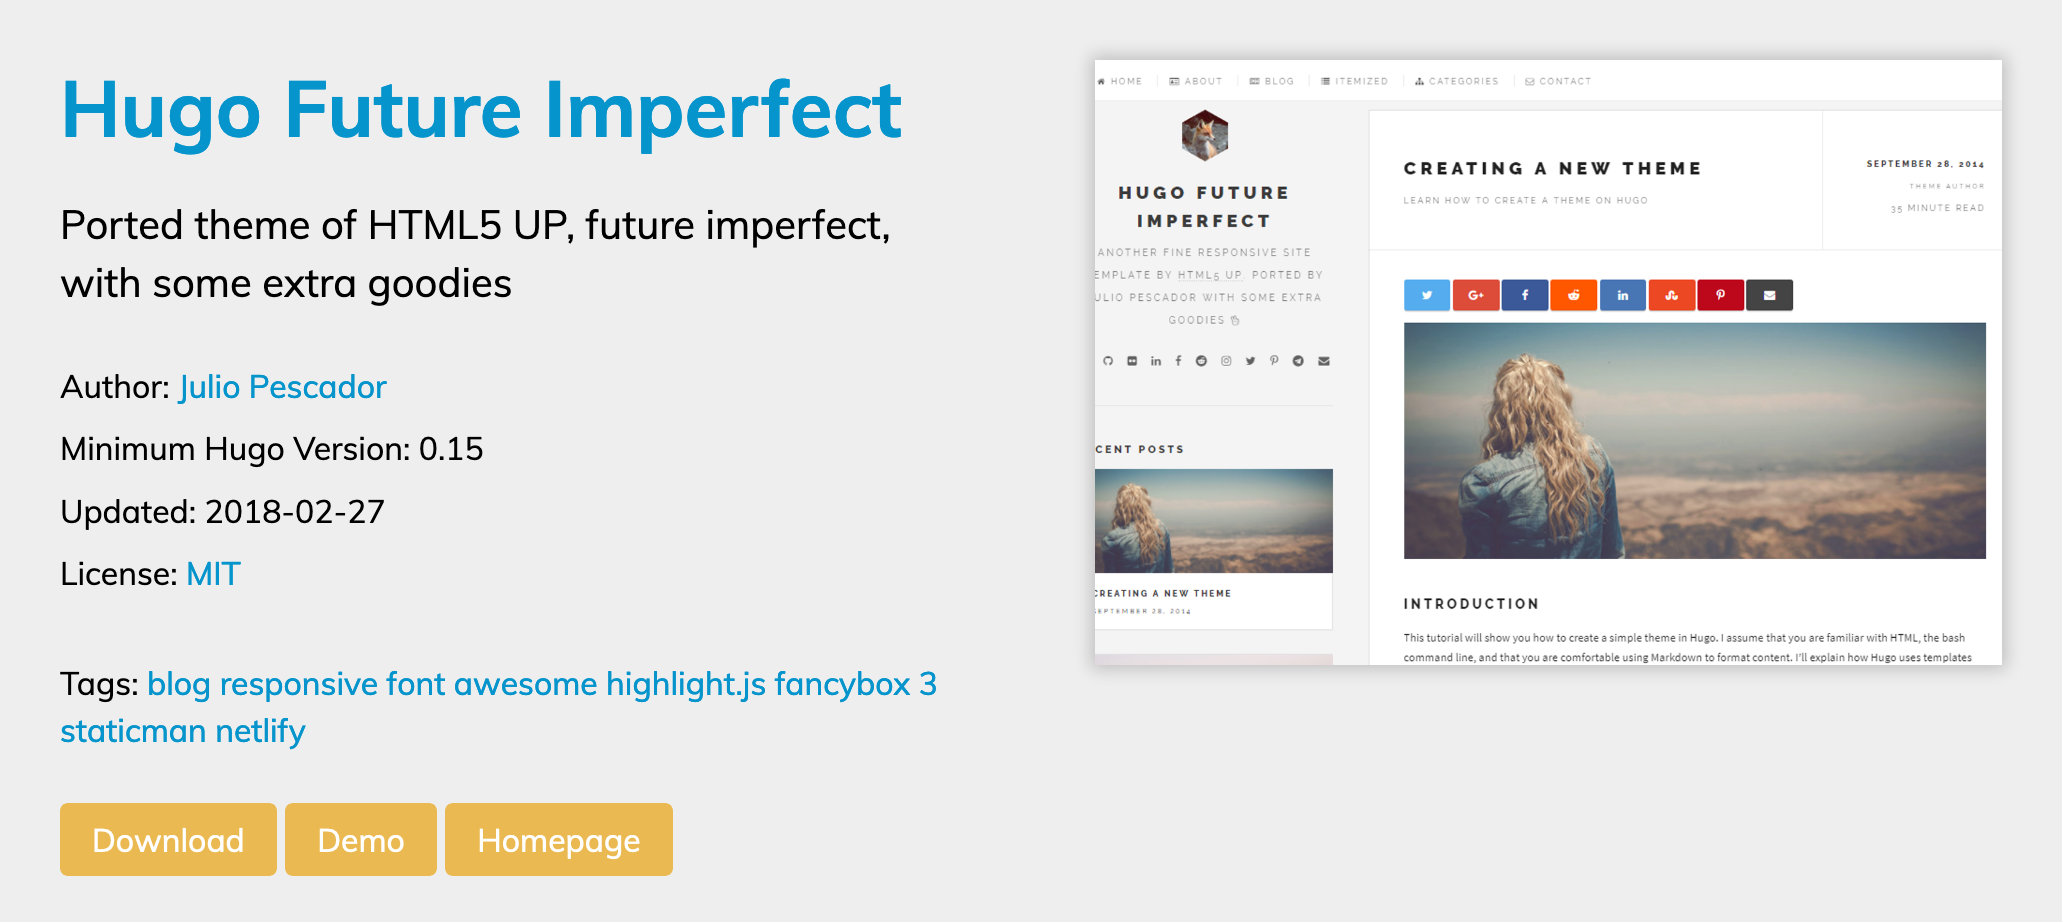 Hugo Future Imperfect
Ported theme of HTML5 UP, future imperfect,
with some extra goodies
Author: Julio Pescador
Minimum Hugo Version: 0.15
Updated: 2018-02-27
License: MIT
Tags: blog responsive font awesome highlight.js fancybox 3
staticman netlify
Download Demo Homepage
HOME ABOUT BLOG ITEMIZED CATEGORIES CONTACT
HUGO FUTURE
IMPERFECT
ANOTHER FINE RESPONSIVE SITE
EMPLATE BY HTML5 UP. PORTED BY
ULIO PESCADOR WITH SOME EXTRA
GOODIES
CENT POSTS
CREATING A NEW THEME
SEPTEMBER 28, 2014
CREATING A NEW THEME
LEARN HOW TO CREATE A THEME ON HUGO
SEPTEMBER 28, 2014
THEME AUTHOR
35 MINUTE READ
INTRODUCTION
This tutorial will show you how to create a simple theme in Hugo. I assume that you are familiar with HTML, the bash
command line, and that you are comfortable using Markdown to format content. I'll explain how Hugo uses templates